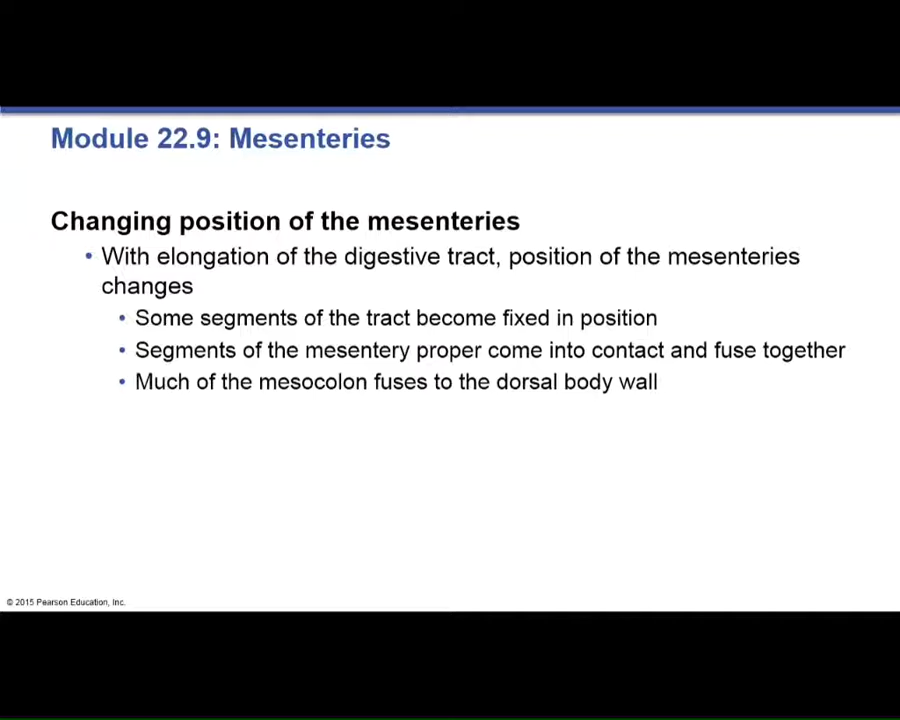 Module 22.9: Mesenteries
Changing position of the mesenteries
• With elongation of the digestive tract, position of the mesenteries
changes
• Some segments of the tract become fixed in position
• Segments of the mesentery proper come into contact and fuse together
• Much of the mesocolon fuses to the dorsal body wall
© 2015 Pearson Education, Inc.